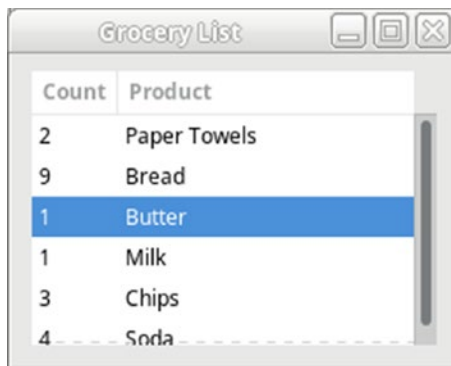 Grocery List
Count Product
2 Paper Towels
9 Bread
1 Butter
1 Milk
3 Chips
4 Soda